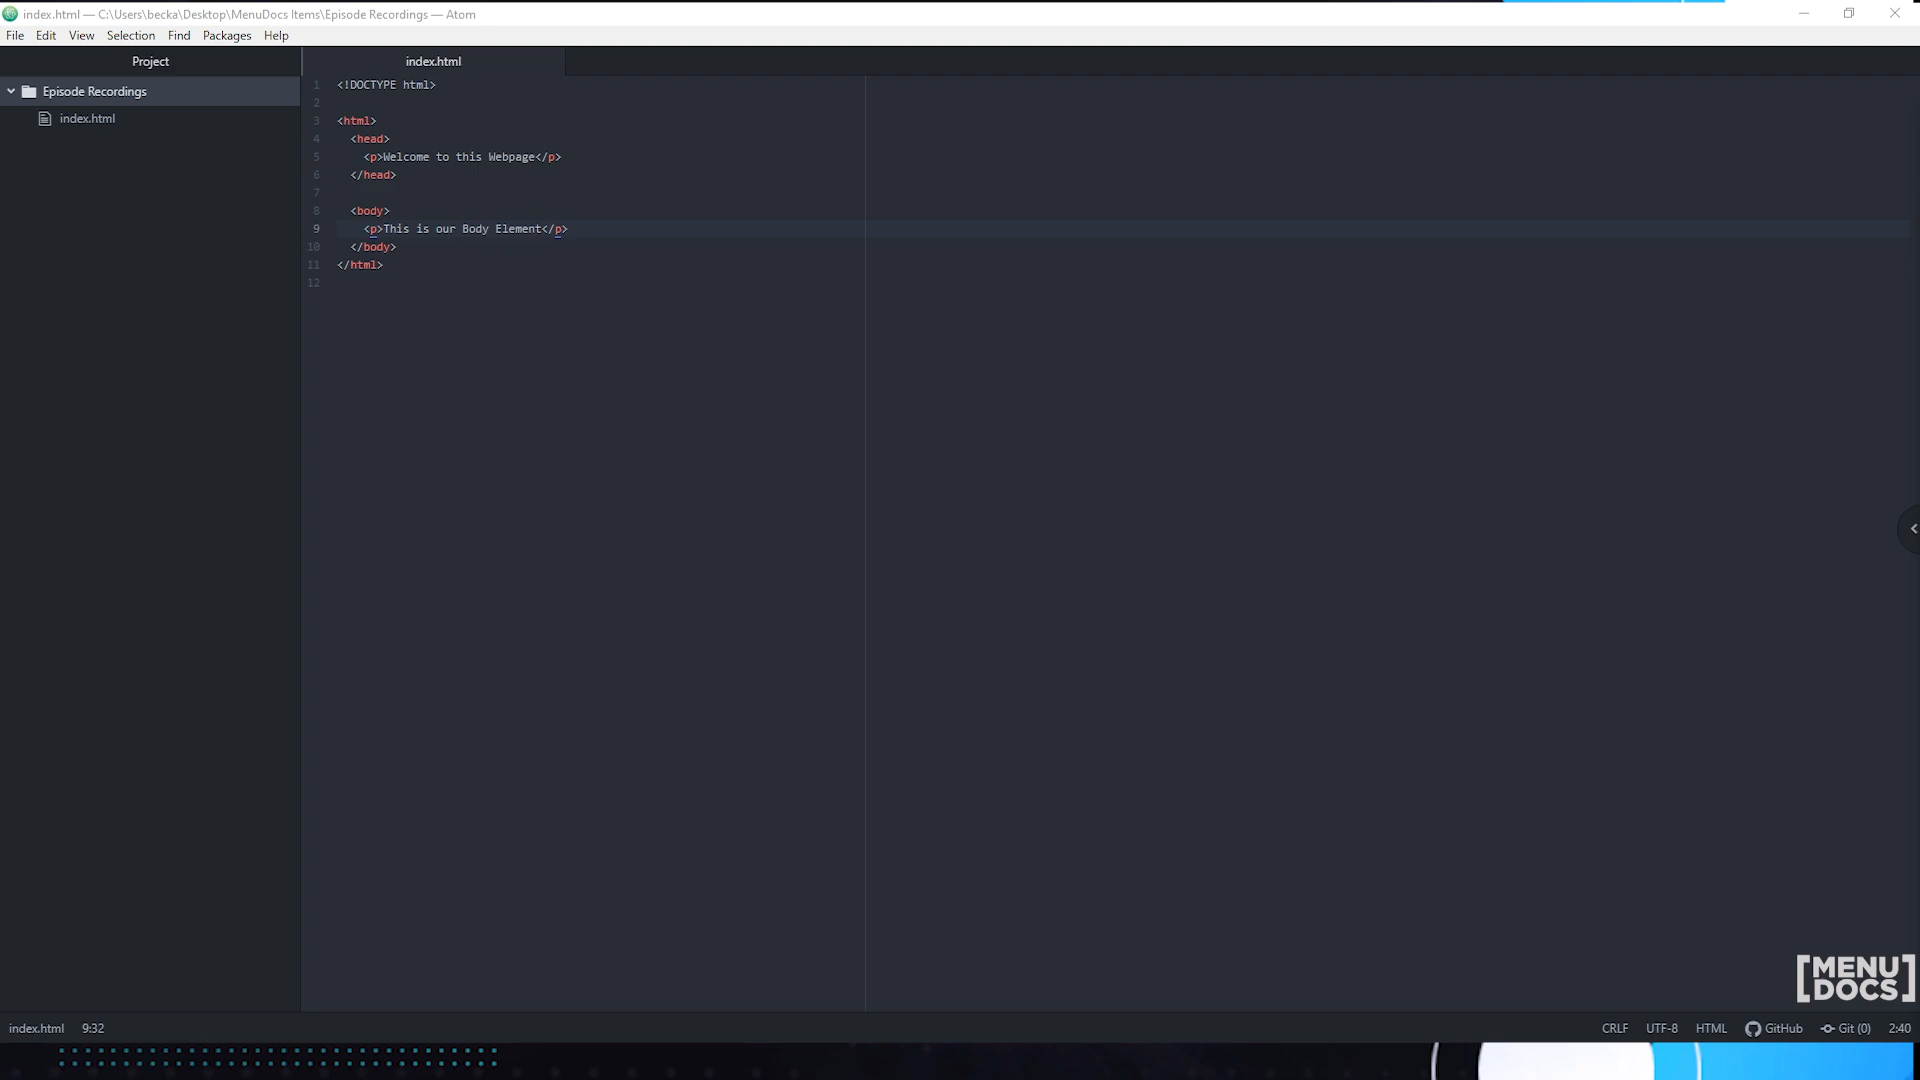 index.html — C:\Users\becka\Desktop\MenuDocs Items\Episode Recordings — Atom
File Edit View Selection Find Packages Help
Project
index.html
Episode Recordings
index.html
1 <!DOCTYPE html>
2
3 <html>
4 <head>
5 <p>Welcome to this Webpage</p>
6 </head>
7
8 <body>
9 <p>This is our Body Element</p>
10 </body>
11 </html>
12
[MENU
DOCS]
index.html 9:32 CRLF UTF-8 HTML GitHub Git (0) 2:40